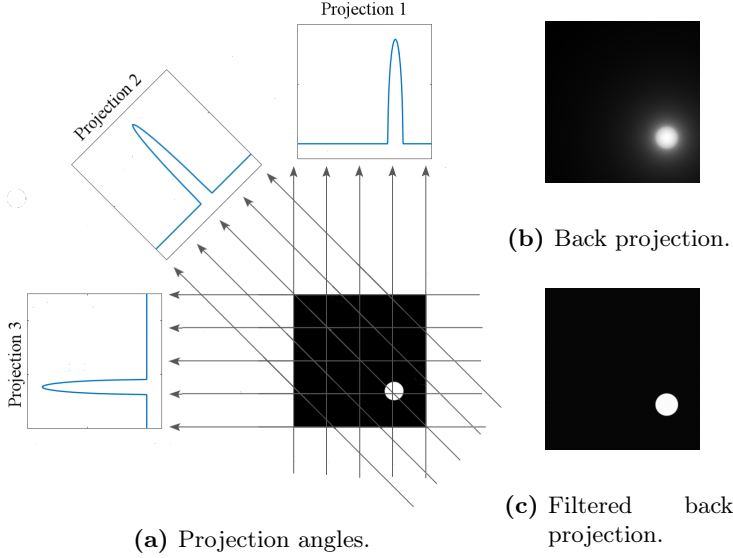 Projection 1
Projection 2
Projection 3
(a) Projection angles.
(b) Back projection.
(c) Filtered back
projection.